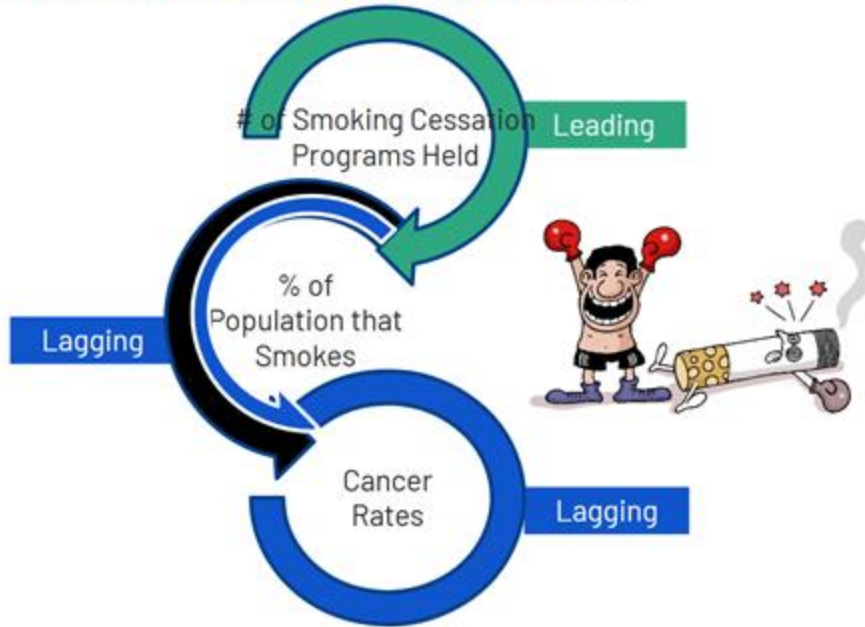 # of Smoking Cessation
Programs Held
Leading
% of
Population that
Smokes
Lagging
Cancer
Rates
Lagging